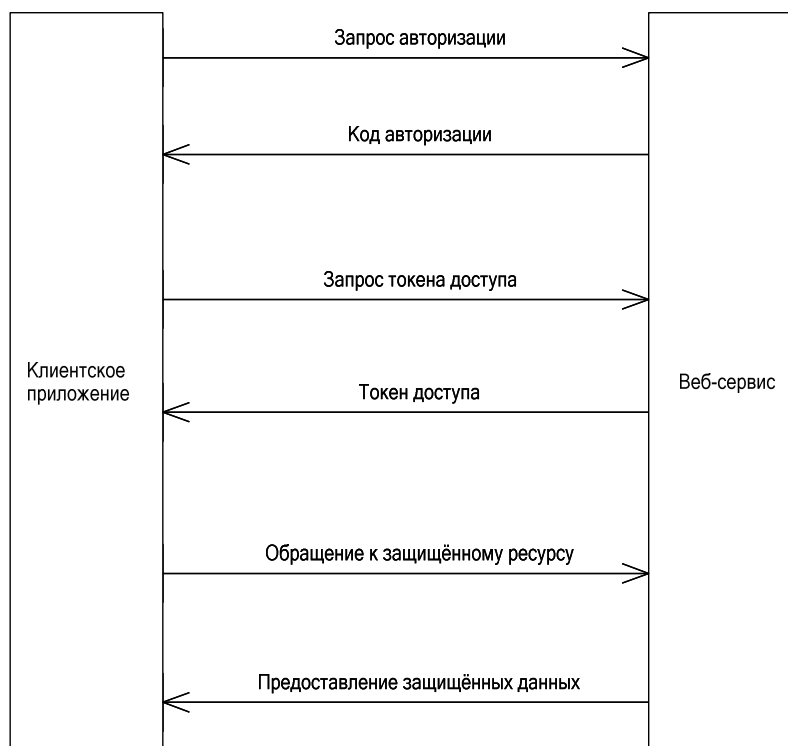 Запрос авторизации
Код авторизации
Запрос токена доступа
Клиентское
приложение
Веб-сервис
Токен доступа
Обращение к защищённому ресурсу
Предоставление защищённых данных